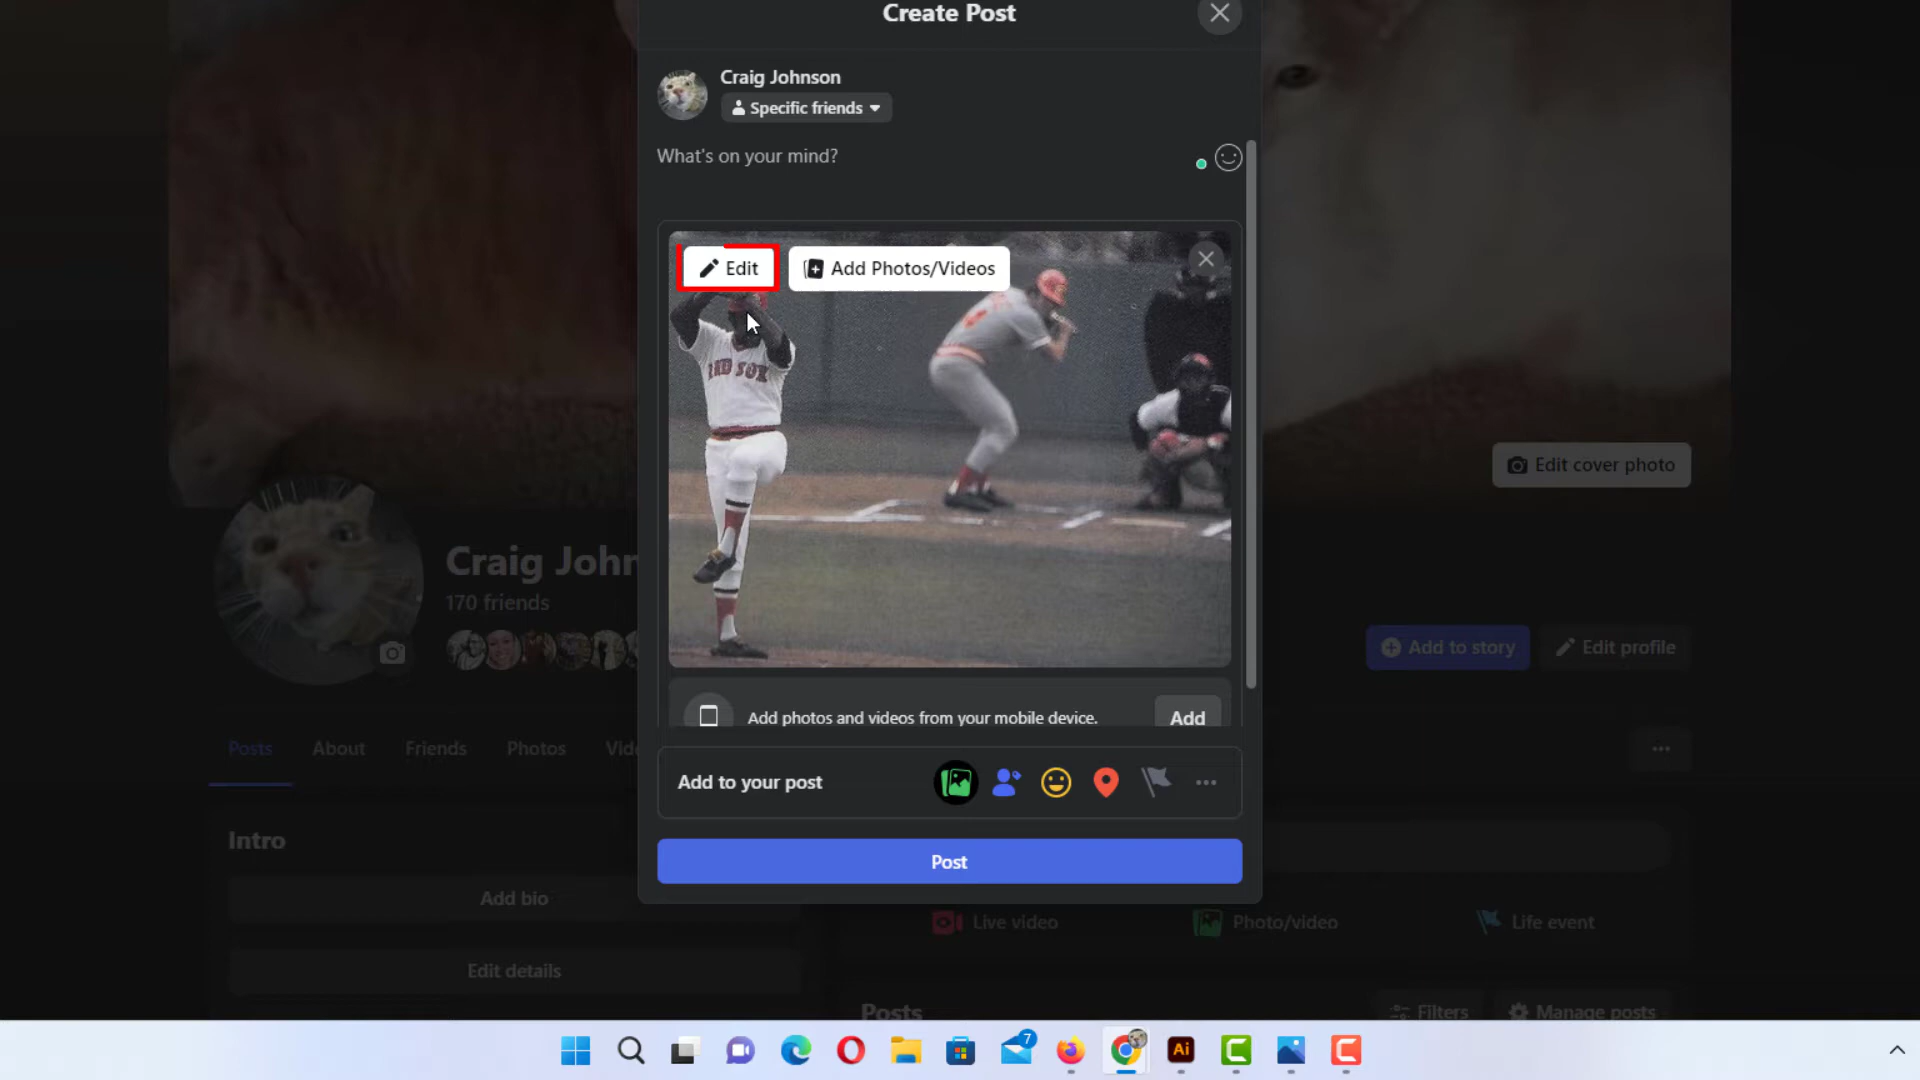 Create Post
Craig Johnson
Specific friends
What's on your mind?
Edit
Add Photos/Videos
RED SOX
Edit cover photo
Craig John
170 friends
Add to story
Edit profile
Add photos and videos from your mobile device.
Add
Posts
About
Friends
Photos
Vid
Add to your post
Intro
Post
Add bio
Live video
Photo/video
Life event
Edit details
Posts
Filters
Manage posts
7
Ai